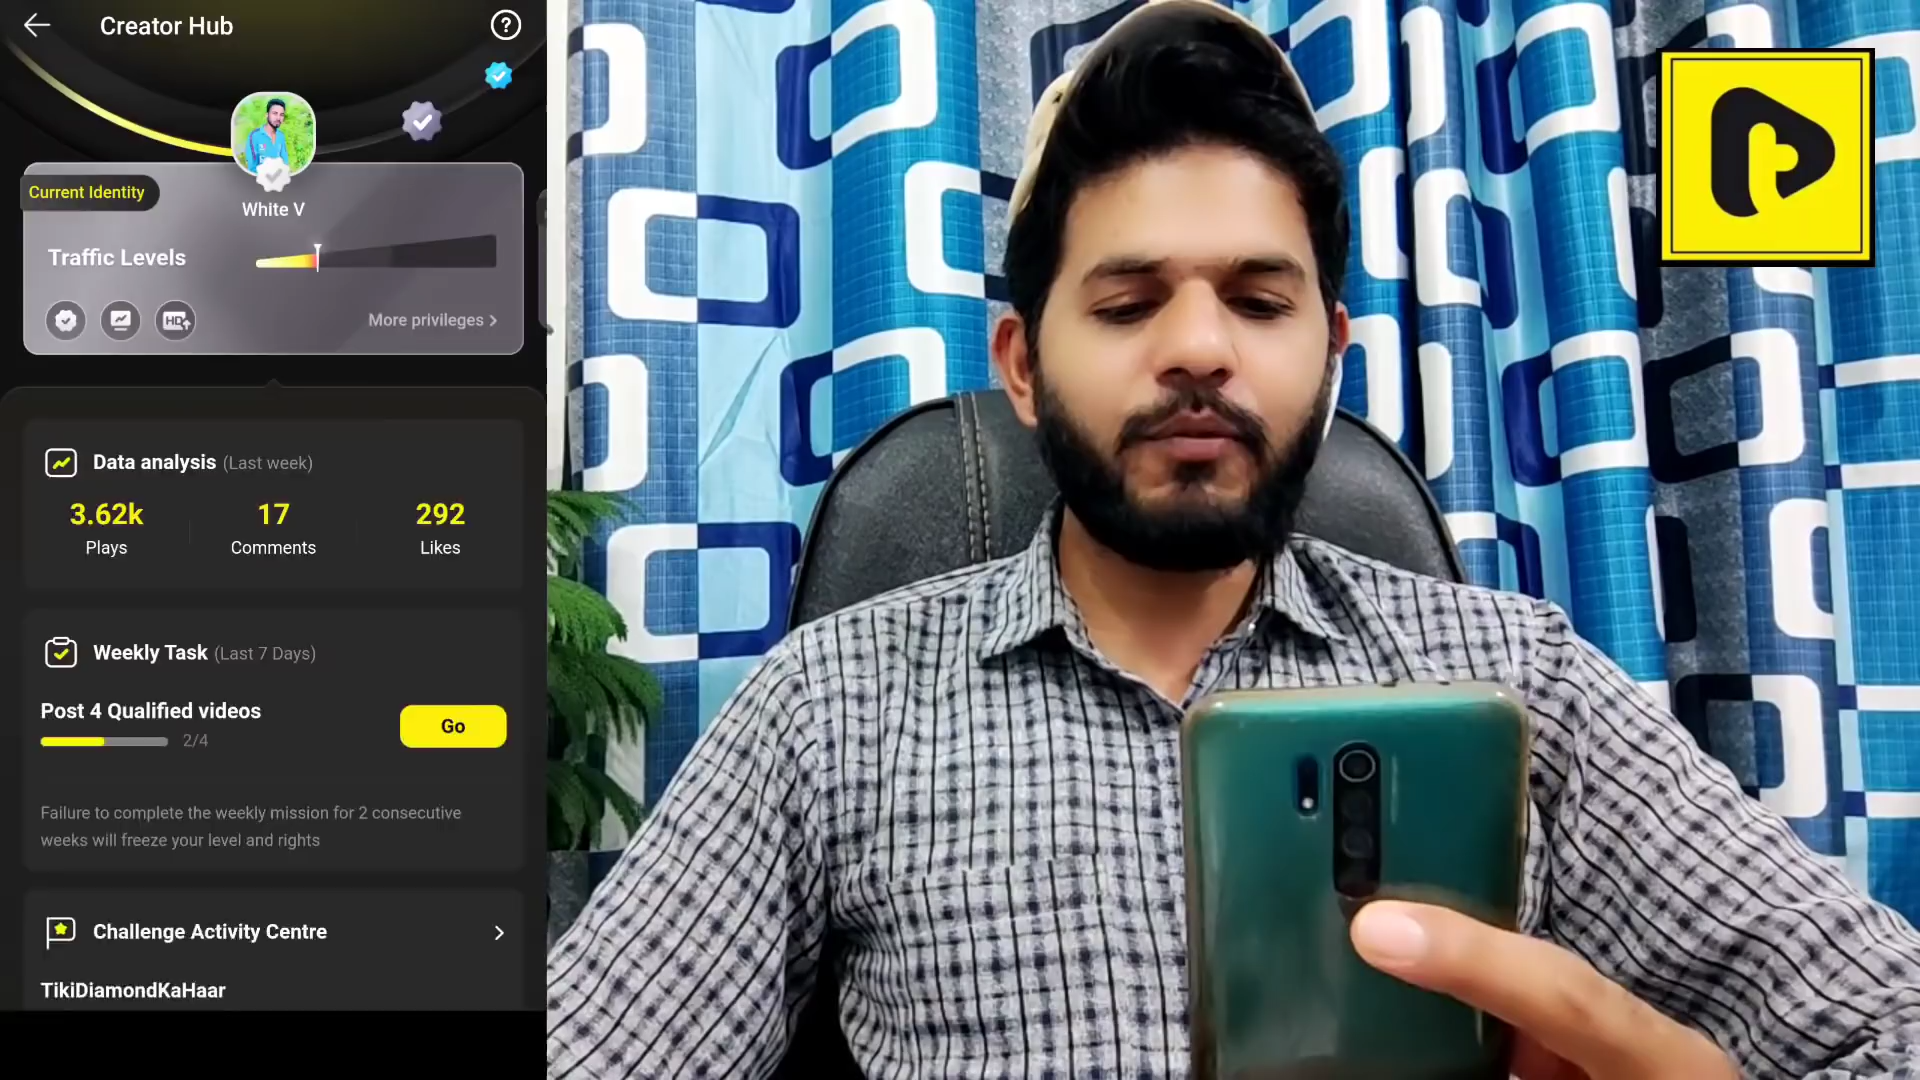 Creator Hub
Current Identity
White V
Traffic Levels
HD
More privileges
Data analysis (Last week)
3.62k
17
292
Plays
Comments
Likes
Weekly Task (Last 7 Days)
Post 4 Qualified videos
2/4
Go
Failure to complete the weekly mission for 2 consecutive
weeks will freeze your level and rights
Challenge Activity Centre
TikiDiamondKaHaar